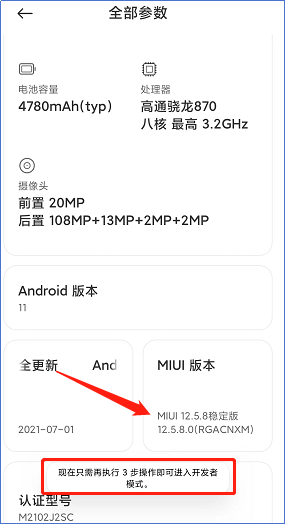 全部参数
电池容量
4780mAh(typ)
处理器
高通骁龙870
八核 最高 3.2GHz
摄像头
前置 20MP
后置 108MP+13MP+2MP+2MP
Android 版本
11
全更新 And
2021-07-01
MIUI 版本
MIUI 12.5.8稳定版
12.5.8.0(RGACNXM)
现在只需再执行 3 步操作即可进入开发者
模式。
认证型号
M2102J2SC